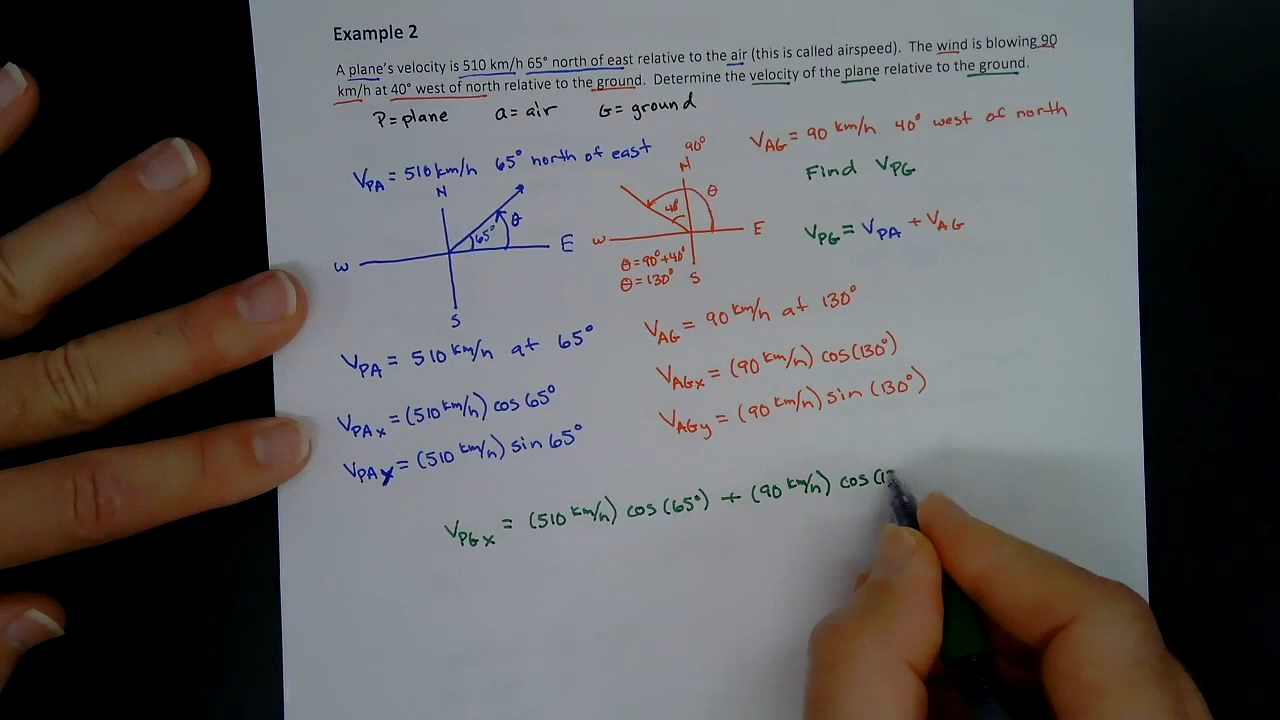 Example 2
A plane's velocity is 510 km/h 65° north of east relative to the air (this is called airspeed). The wind is blowing 90
km/h at 40° west of north relative to the ground. Determine the velocity of the plane relative to the ground.
P = plane a = air G = ground
V_PA = 510 km/h 65° north of east
V_AG = 90 km/h 40° west of north
Find V_PG
V_PG = V_PA + V_AG
N
65°
θ
E
W
S
90°
N
θ
40
W
E
θ = 90° + 40°
θ = 130°
S
V_PA = 510 km/h at 65°
V_PAx = (510 km/h) cos 65°
V_PAy = (510 km/h) sin 65°
V_AG = 90 km/h at 130°
V_AGx = (90 km/h) cos(130°)
V_AGy = (90 km/h) sin (130°)
V_PGx = (510 km/h) cos (65°) + (90 km/h) cos (13